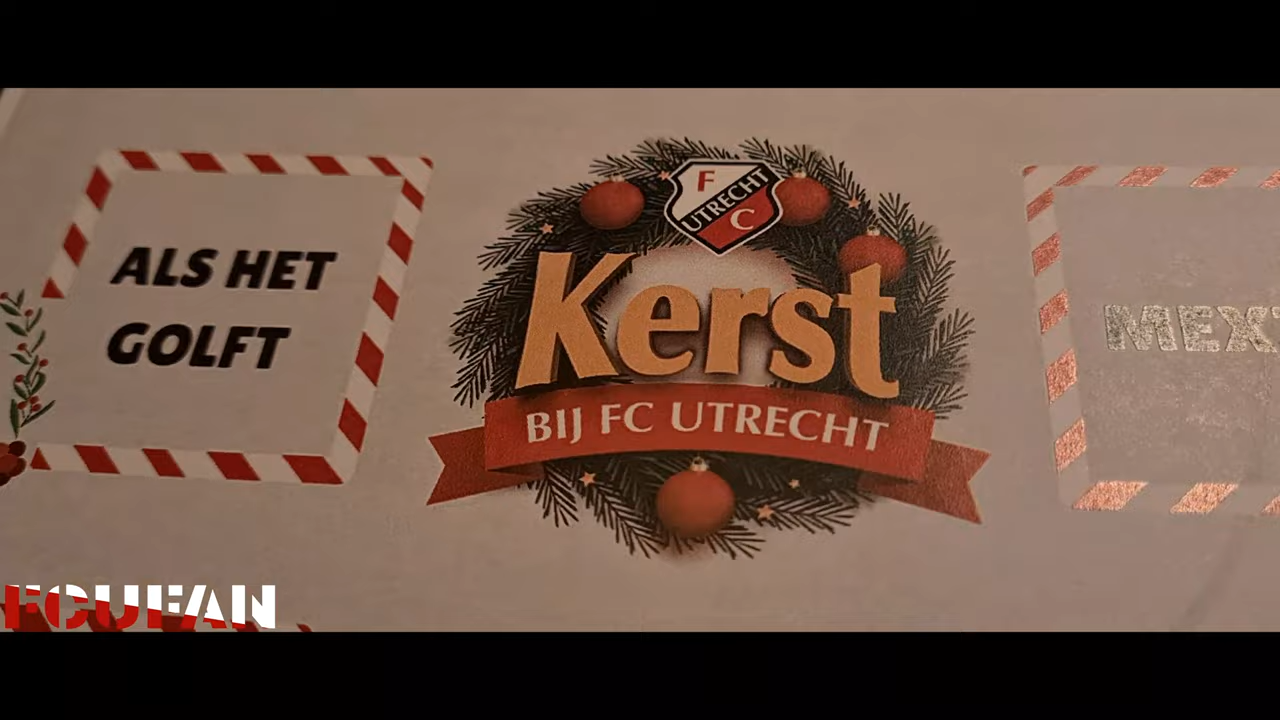 ALS HET
GOLFT
F
UTRECHT
C
Kerst
BIJ FC UTRECHT
FCUFAN